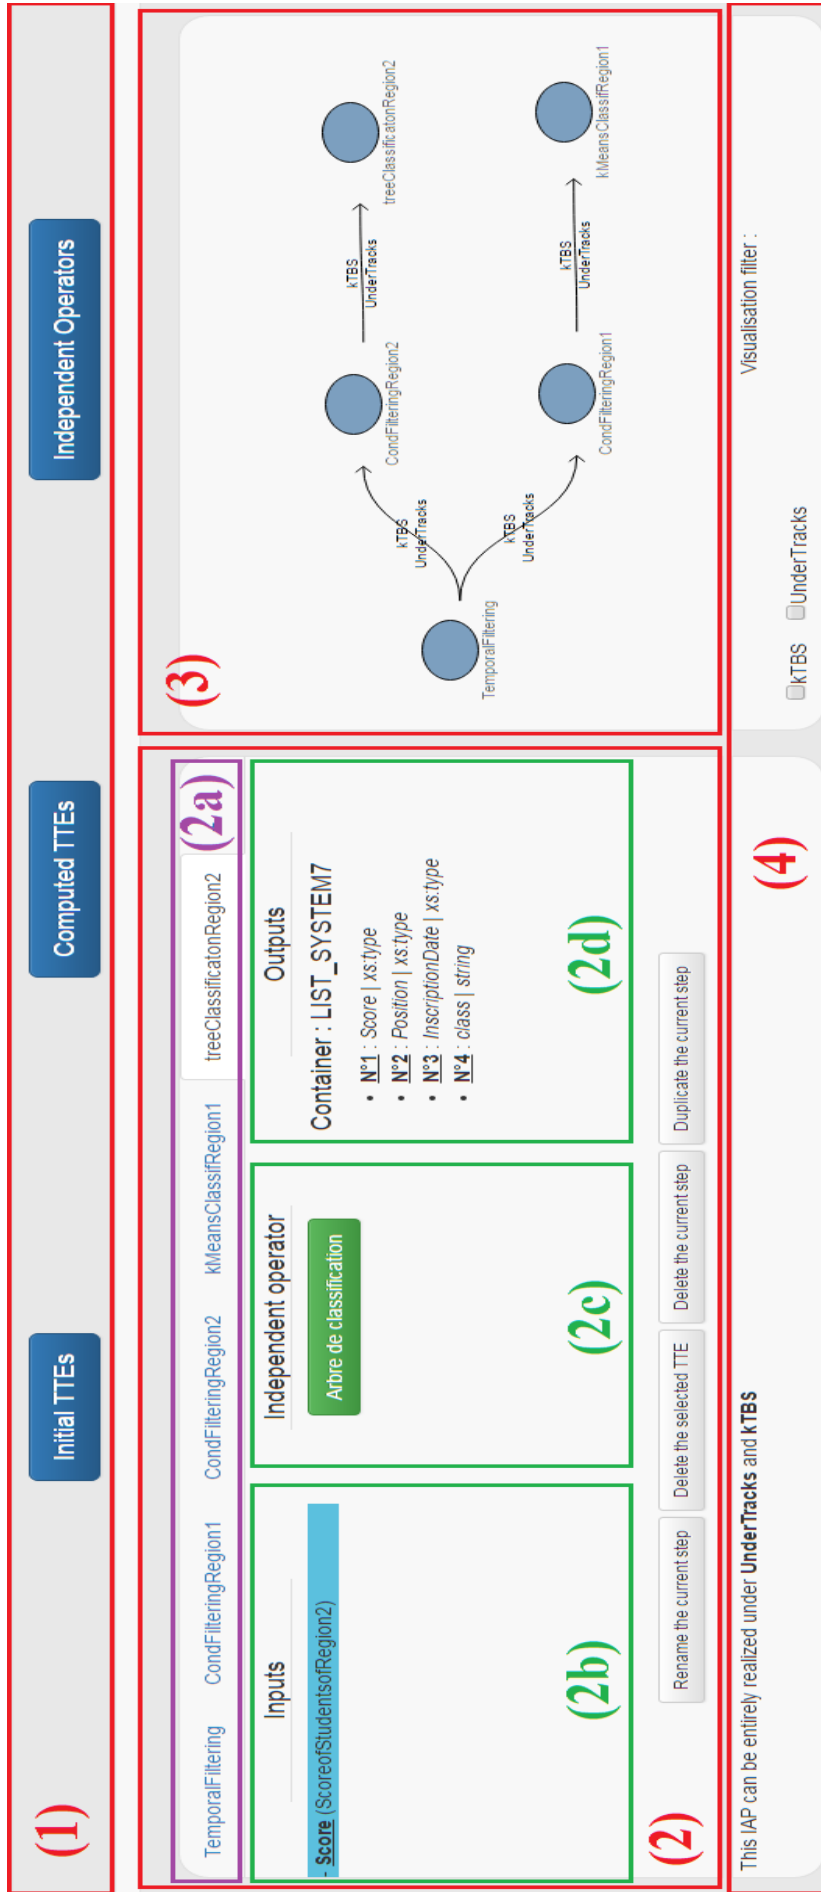 (1)
Initial TTEs
Computed TTEs
Independent Operators
(2a)
TemporalFiltering
CondFilteringRegion1
CondFilteringRegion2
kMeansClassifRegion1
treeClassificatonRegion2
Inputs
- Score (ScoreofStudentsofRegion2)
(2b)
Independent operator
Arbre de classification
(2c)
Outputs
Container : LIST_SYSTEM7
• N°1 : Score | xs:type
• N°2 : Position | xs:type
• N°3 : InscriptionDate | xs:type
• N°4 : class | string
(2d)
(2)
Rename the current step
Delete the selected TTE
Delete the current step
Duplicate the current step
(3)
TemporalFiltering
kTBS
UnderTracks
kTBS
UnderTracks
CondFilteringRegion2
CondFilteringRegion1
kTBS
UnderTracks
kTBS
UnderTracks
treeClassificatonRegion2
kMeansClassifRegion1
This IAP can be entirely realized under UnderTracks and kTBS
(4)
Visualisation filter :
kTBS
UnderTracks